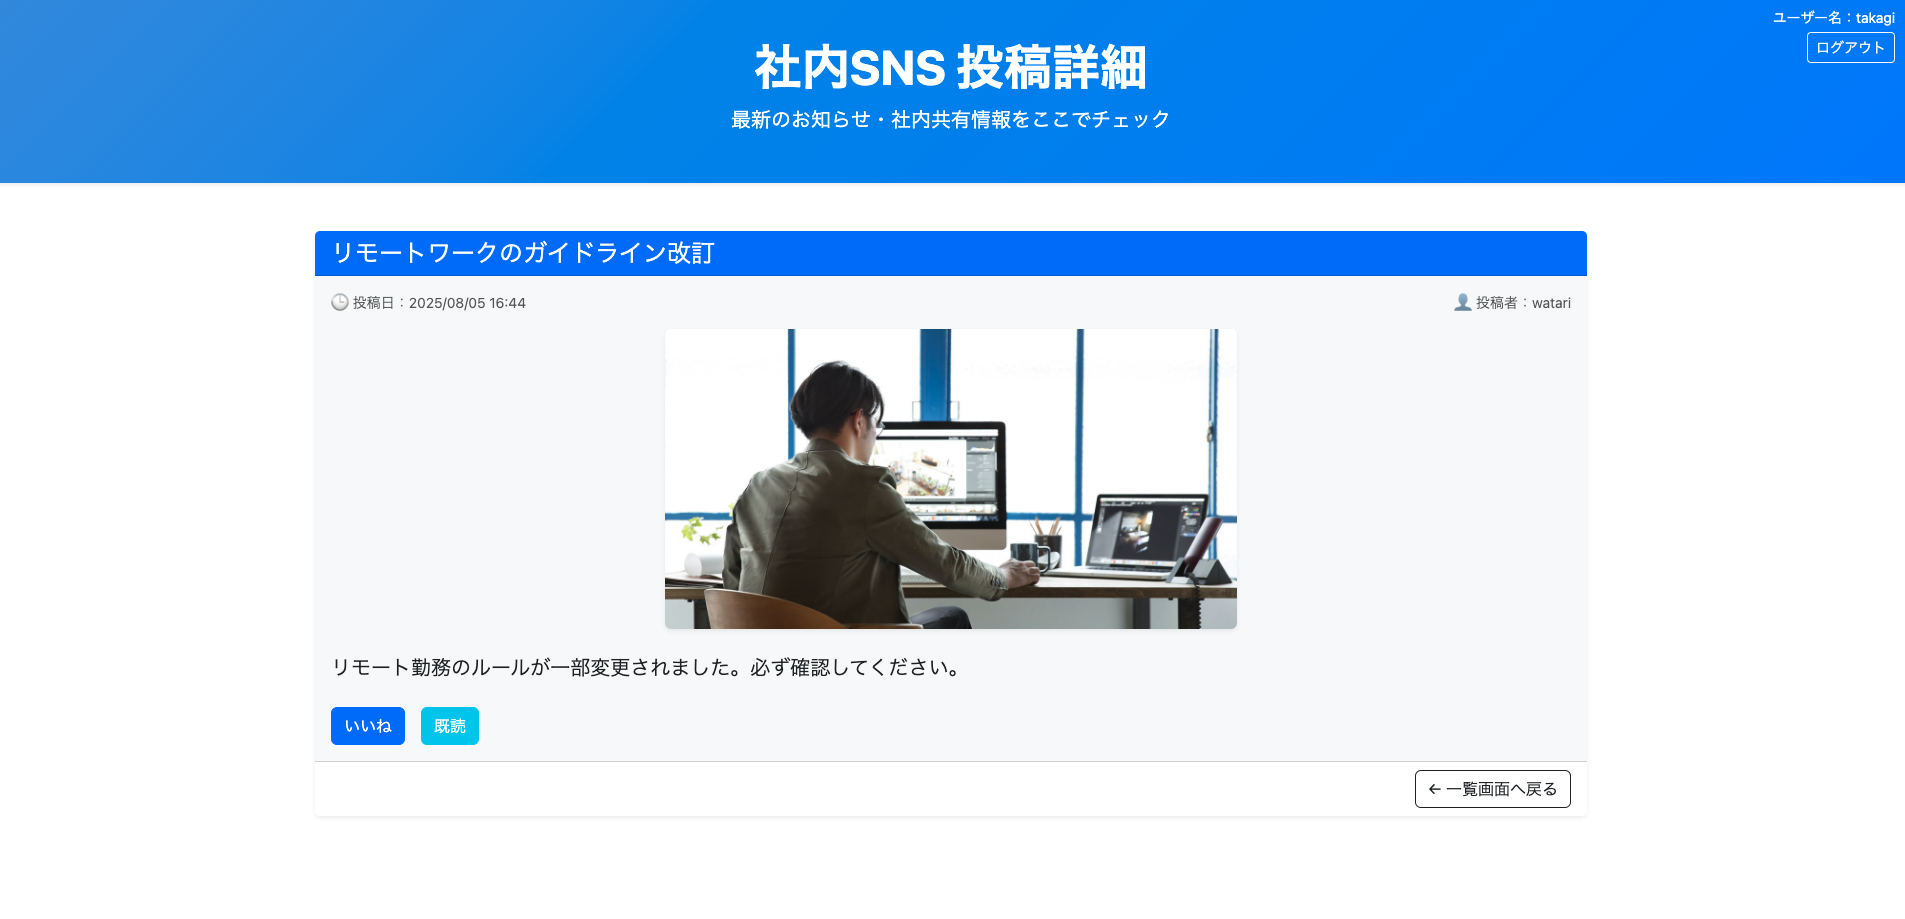 ユーザー名：takagi
ログアウト
社内SNS 投稿詳細
最新のお知らせ・社内共有情報をここでチェック
リモートワークのガイドライン改訂
投稿日：2025/08/05 16:44
投稿者：watari
リモート勤務のルールが一部変更されました。必ず確認してください。
いいね
既読
← 一覧画面へ戻る